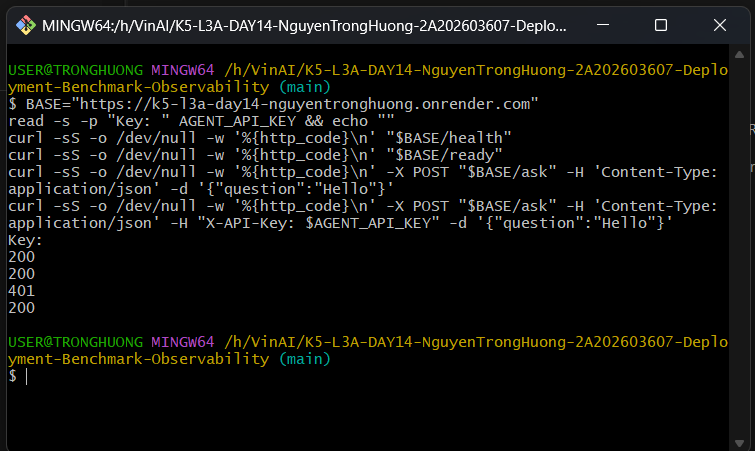 MINGW64:/h/VinAI/K5-L3A-DAY14-NguyenTrongHuong-2A202603607-Deplo...
USER@TRONGHUONG MINGW64 /h/VinAI/K5-L3A-DAY14-NguyenTrongHuong-2A202603607-Deplo
yment-Benchmark-Observability (main)
$ BASE="https://k5-l3a-day14-nguyentronghuong.onrender.com"
read -s -p "Key: " AGENT_API_KEY && echo ""
curl -sS -o /dev/null -w '%{http_code}\n' "$BASE/health"
curl -sS -o /dev/null -w '%{http_code}\n' "$BASE/ready"
curl -sS -o /dev/null -w '%{http_code}\n' -X POST "$BASE/ask" -H 'Content-Type:
application/json' -d '{"question":"Hello"}'
curl -sS -o /dev/null -w '%{http_code}\n' -X POST "$BASE/ask" -H 'Content-Type:
application/json' -H "X-API-Key: $AGENT_API_KEY" -d '{"question":"Hello"}'
Key:
200
200
401
200
USER@TRONGHUONG MINGW64 /h/VinAI/K5-L3A-DAY14-NguyenTrongHuong-2A202603607-Deplo
yment-Benchmark-Observability (main)
$